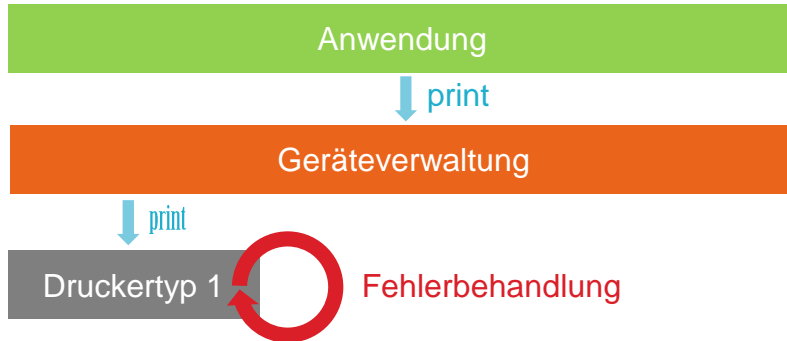 Anwendung
print
Geräteverwaltung
print
Druckertyp 1
Fehlerbehandlung